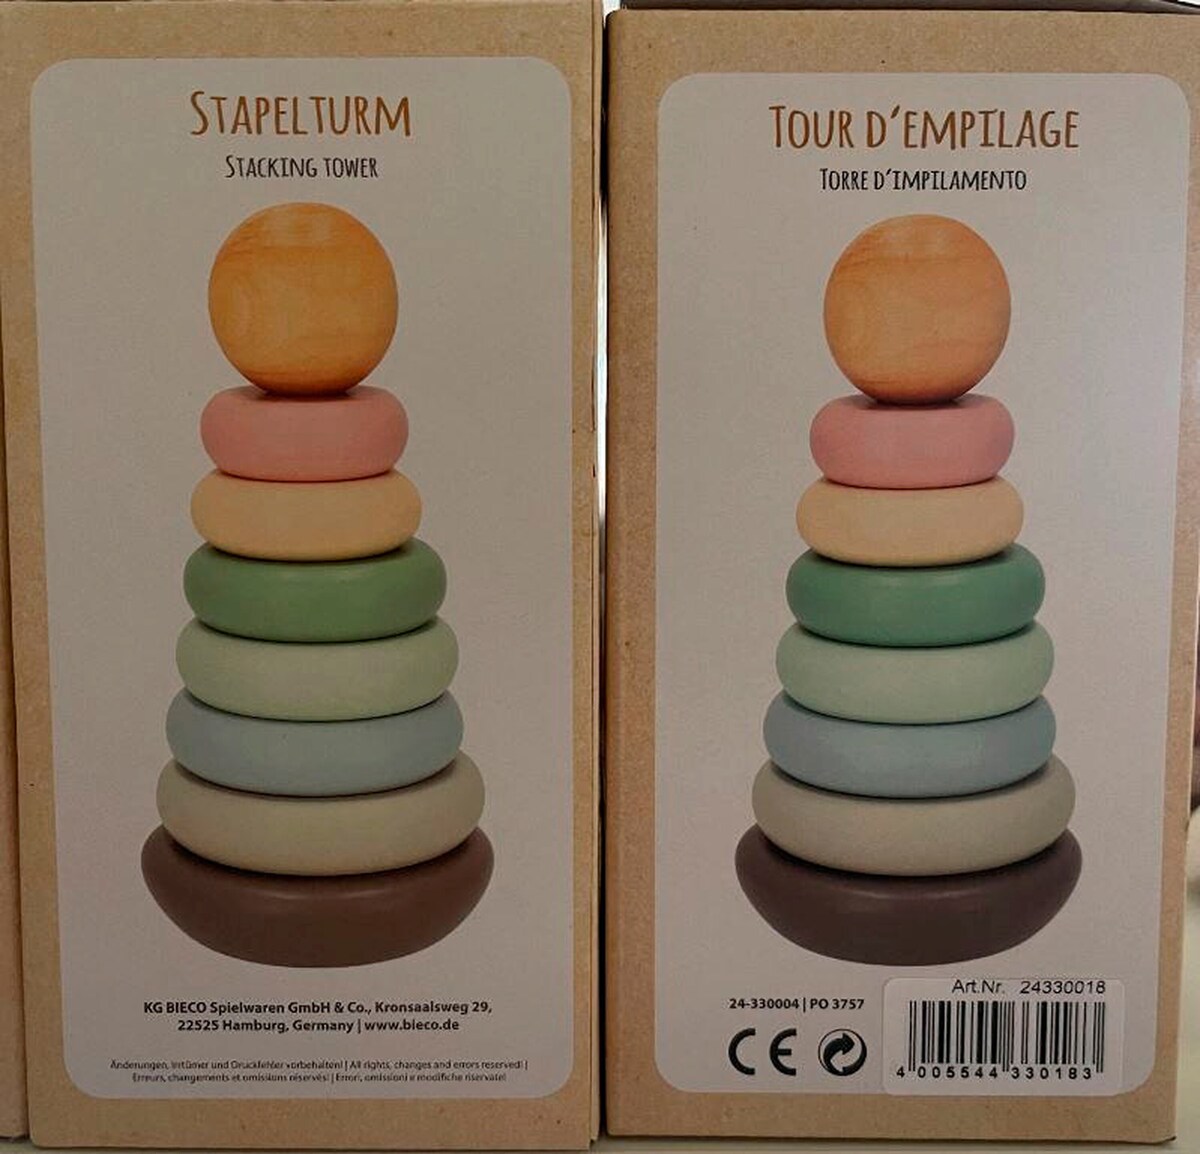 STAPELTURM
STACKING TOWER
KG BIECO Spielwaren GmbH & Co., Kronsaalsweg 29,
22525 Hamburg, Germany | www.bieco.de
Änderungen, Irrtümer und Druckfehler vorbehalten! | All rights, changes and errors reserved! |
Erreurs, changements et omissions réservés! | Errori, omissioni e modifiche riservate!
TOUR D'EMPILAGE
TORRE D'IMPILAMENTO
24-330004 | PO 3757
CE
Art.Nr. 24330018
4 005544 330183